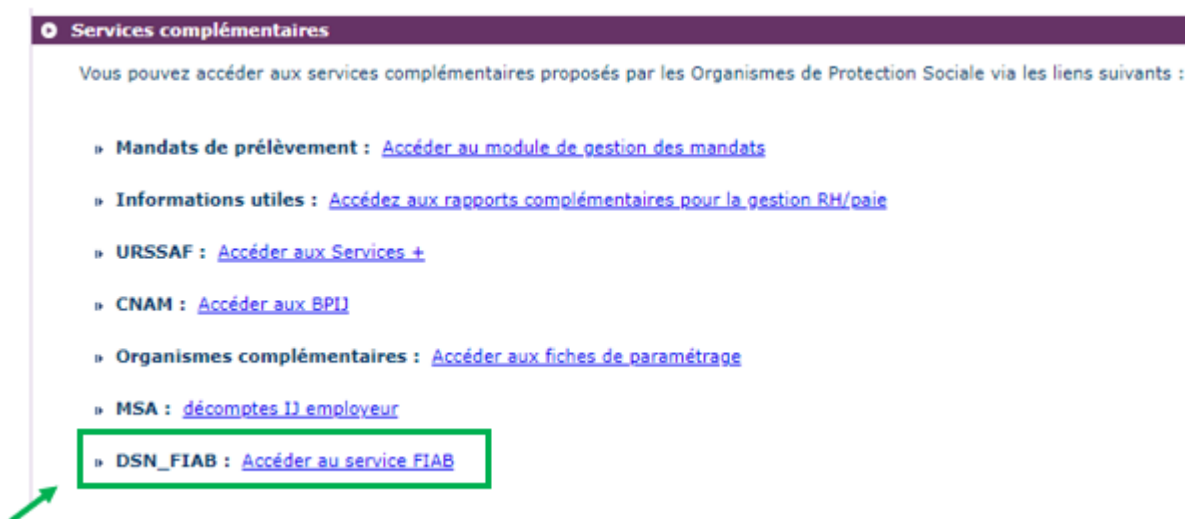 Services complémentaires
Vous pouvez accéder aux services complémentaires proposés par les Organismes de Protection Sociale via les liens suivants :
Mandats de prélèvement : Accéder au module de gestion des mandats
Informations utiles : Accédez aux rapports complémentaires pour la gestion RH/paie
URSSAF : Accéder aux Services +
CNAM : Accéder aux BPIJ
Organismes complémentaires : Accéder aux fiches de paramétrage
MSA : décomptes IJ employeur
DSN_FIAB : Accéder au service FIAB